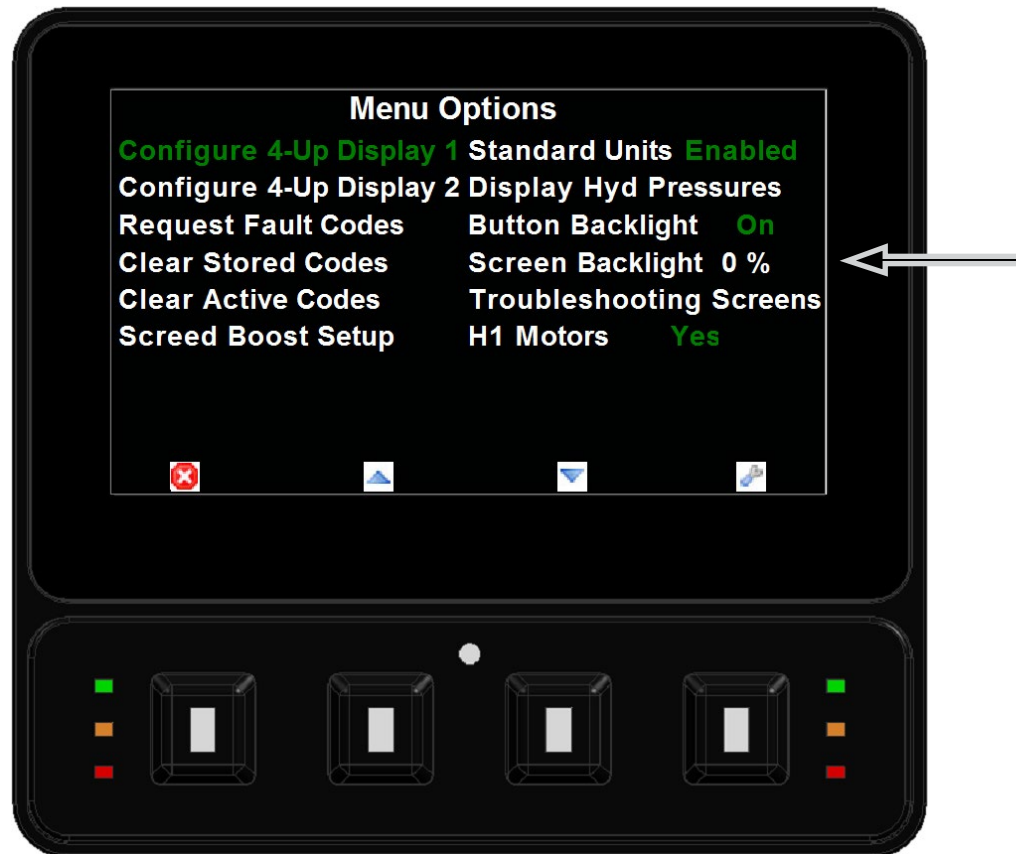 Menu Options
Configure 4-Up Display 1 Standard Units Enabled
Configure 4-Up Display 2 Display Hyd Pressures
Request Fault Codes Button Backlight On
Clear Stored Codes Screen Backlight 0 %
Clear Active Codes Troubleshooting Screens
Screed Boost Setup H1 Motors Yes